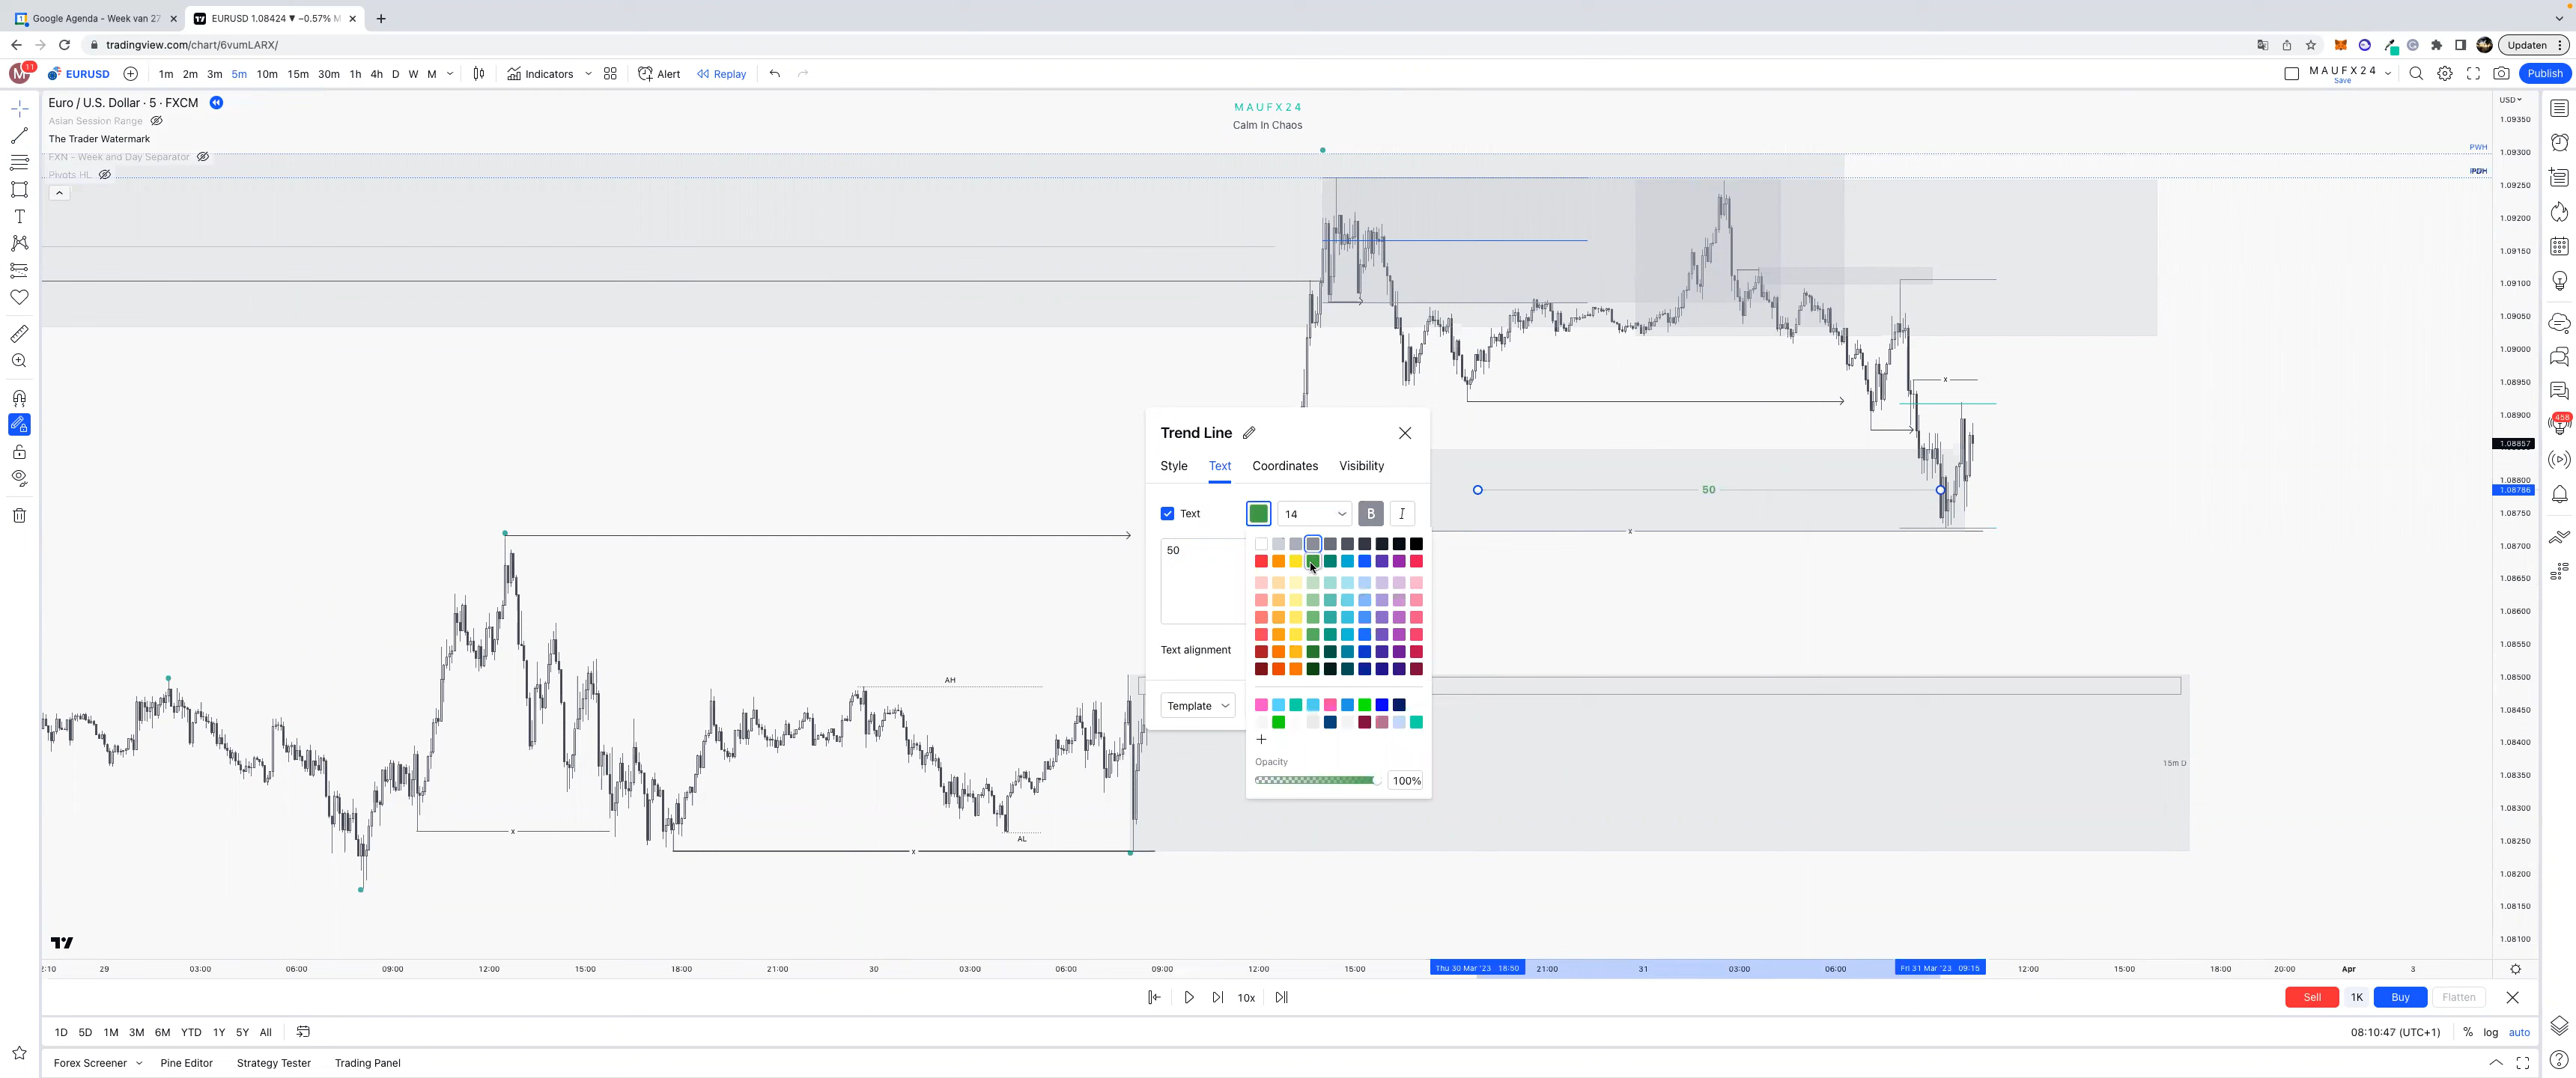 Google Agenda - Week van 27
EURUSD 1.08424 ▼ −0.57% M
tradingview.com/chart/6vumLARX/
Updaten
M 11
EURUSD
1m 2m 3m 5m 10m 15m 30m 1h 4h D W M
Indicators
Alert
Replay
MAUFX24
Save
Publish
Euro / U.S. Dollar · 5 · FXCM
Asian Session Range
The Trader Watermark
FXN - Week and Day Separator
Pivots HL
MAUFX24
Calm In Chaos
USD
1.09350
1.09300
1.09250
1.09200
1.09150
1.09100
1.09050
1.09000
1.08950
1.08900
1.08857
1.08800
1.08786
1.08750
1.08700
1.08650
1.08600
1.08550
1.08500
1.08450
1.08400
1.08350
1.08300
1.08250
1.08200
1.08150
1.08100
PWH
458
Trend Line
Style Text Coordinates Visibility
Text
14
B I
50
Text alignment
Template
Opacity
100%
50
x
x
x
x
AH
AL
15m D
2:10 29 03:00 06:00 09:00 12:00 15:00 18:00 21:00 30 03:00 06:00 09:00 12:00 15:00 Thu 30 Mar '23 18:50 21:00 31 03:00 06:00 Fri 31 Mar '23 09:15 12:00 15:00 18:00 20:00 Apr 3
10x
Sell 1K Buy Flatten
1D 5D 1M 3M 6M YTD 1Y 5Y All
08:10:47 (UTC+1) % log auto
Forex Screener Pine Editor Strategy Tester Trading Panel